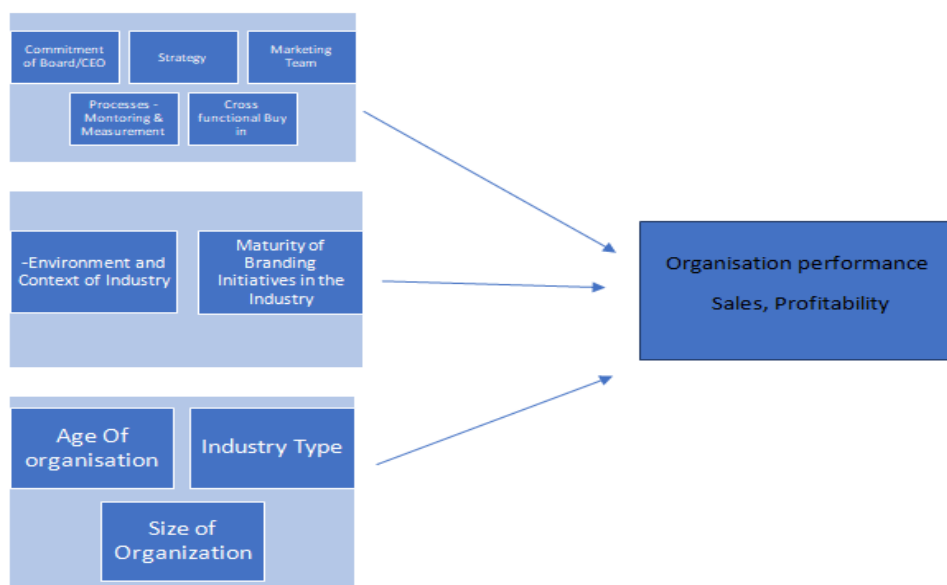 Commitment
of Board/CEO
Strategy
Marketing
Team
Processes -
Montoring &
Measurement
Cross
functional Buy
in
-Environment and
Context of Industry
Maturity of
Branding
Initiatives in the
Industry
Organisation performance
Sales, Profitability
Age Of
organisation
Industry Type
Size of
Organization